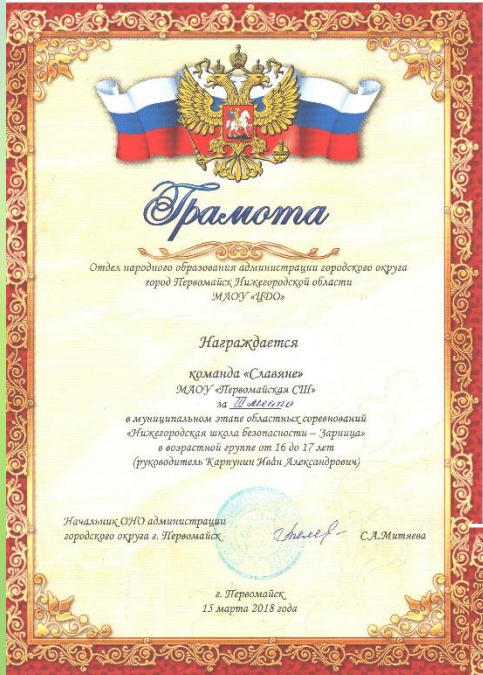 Грамота
Отдел народного образования администрации городского округа
город Первомайск Нижегородской области
МАОУ «ЦДО»
Награждается
команда «Славяне»
МАОУ «Первомайская СШ»
за III место
в муниципальном этапе областных соревнований
«Нижегородская школа безопасности – Зарница»
в возрастной группе от 16 до 17 лет
(руководитель Карпунин Иван Александрович)
Начальник ОНО администрации
городского округа г. Первомайск С.А.Митяева
г. Первомайск
15 марта 2018 года